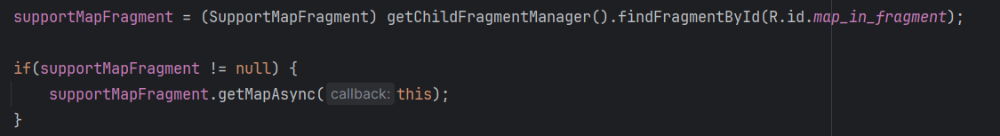 supportMapFragment = (SupportMapFragment) getChildFragmentManager().findFragmentById(R.id.map_in_fragment);
if(supportMapFragment != null) {
supportMapFragment.getMapAsync( callback: this);
}